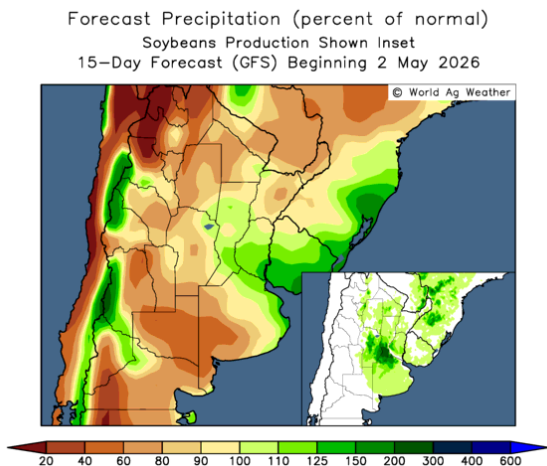 Forecast Precipitation (percent of normal)
Soybeans Production Shown Inset
15-Day Forecast (GFS) Beginning 2 May 2026
© World Ag Weather
20 40 60 80 90 100 110 125 150 200 300 400 600